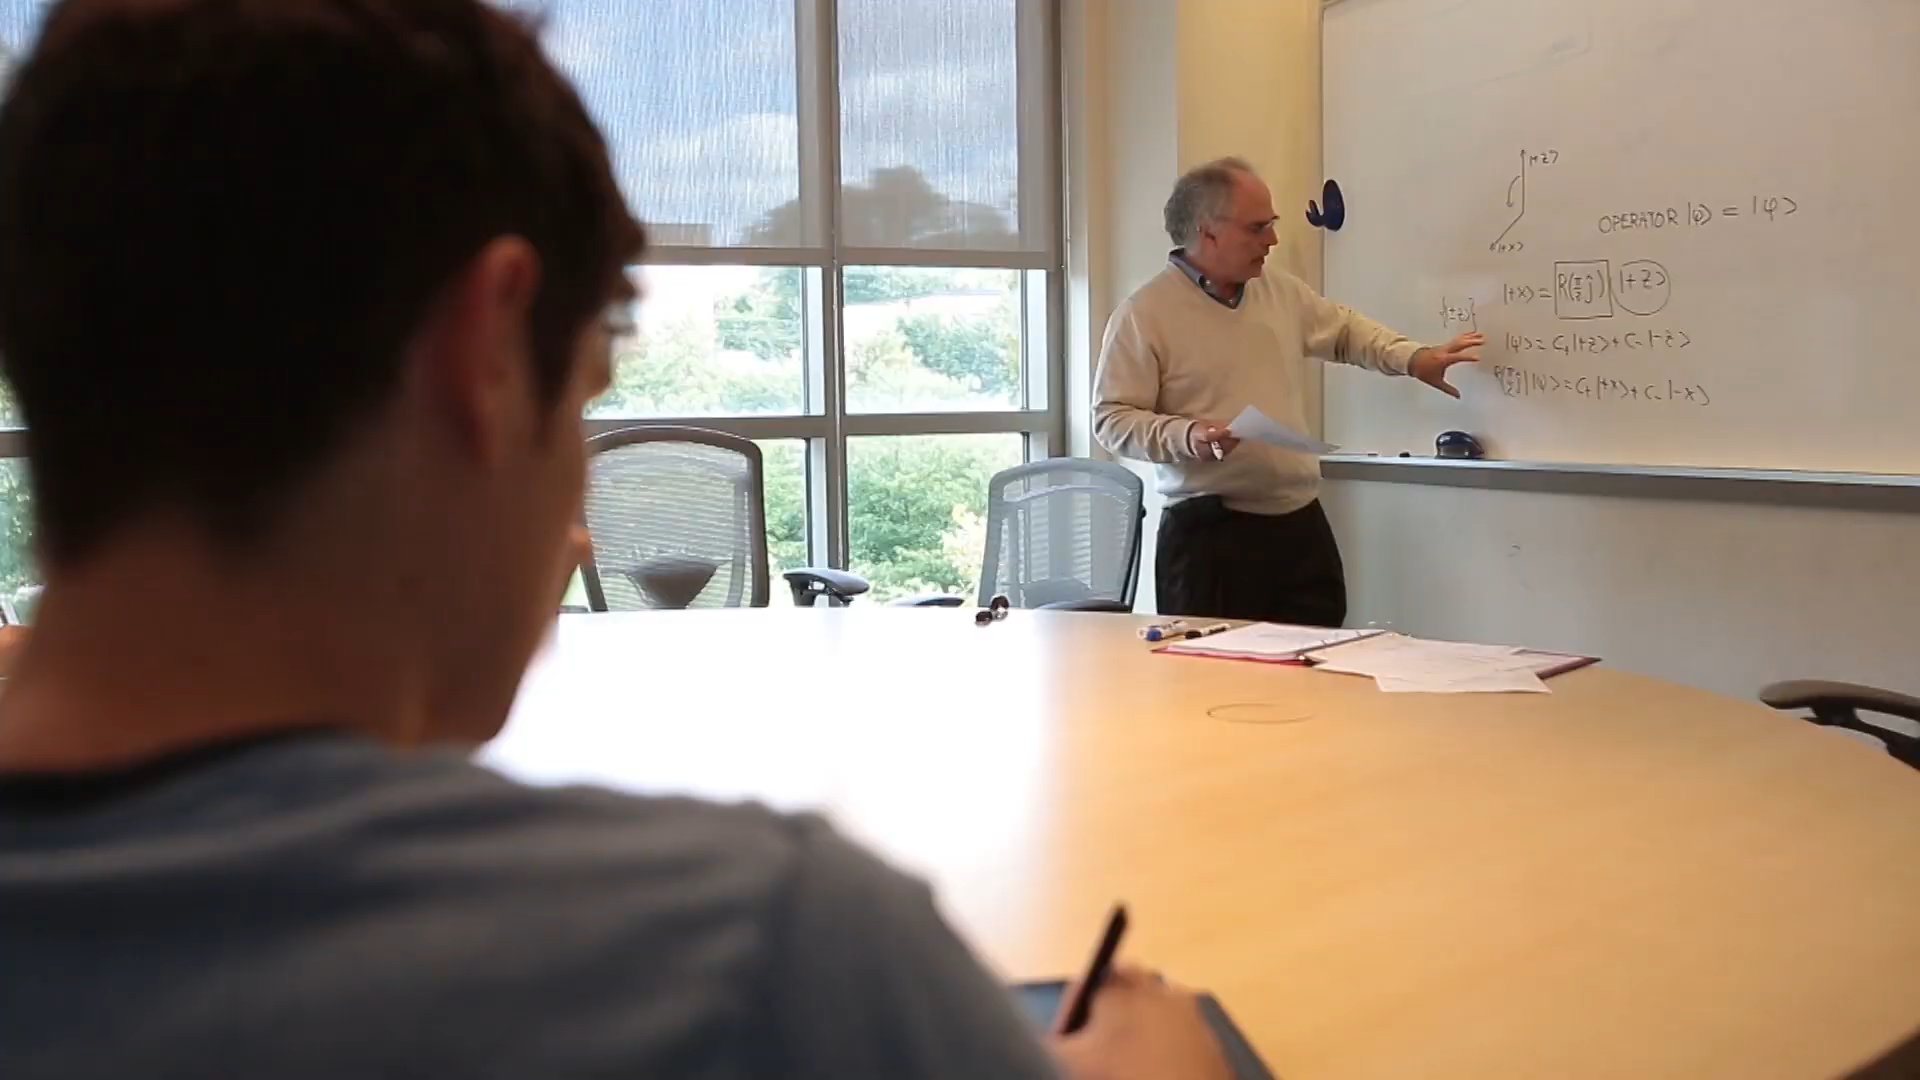 |+z>
OPERATOR |φ> = |φ>
|+x>
|+x> = R(π/2 ĵ) |+z>
{|±z>}
|ψ> = C₊|+z> + C₋|-z>
R(π/2 ĵ)|ψ> = C₊|+x> + C₋|-x>